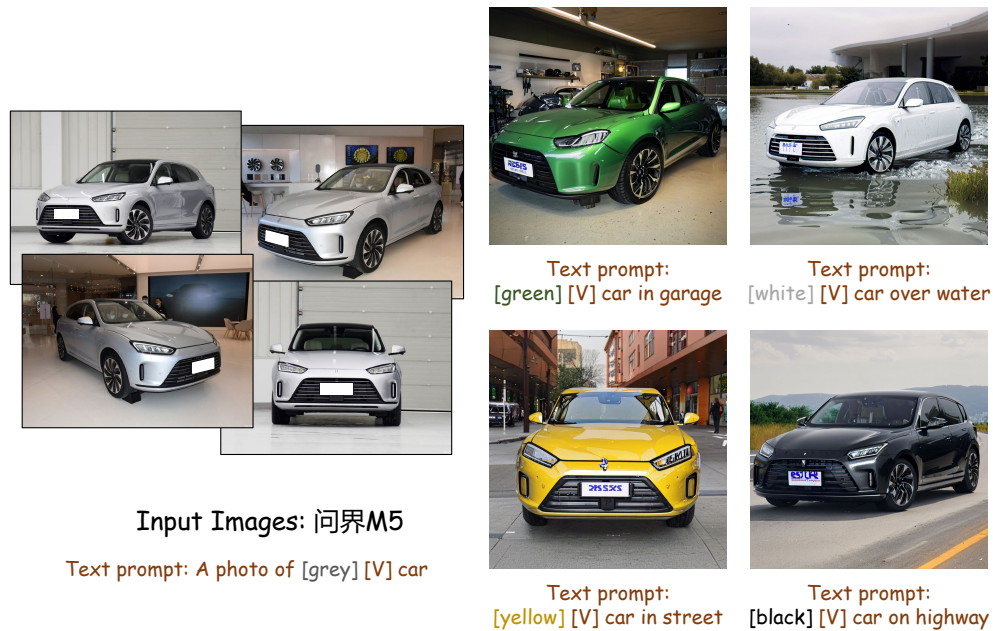 Input Images: 问界M5
Text prompt: A photo of [grey] [V] car
Text prompt:
[green] [V] car in garage
Text prompt:
[white] [V] car over water
Text prompt:
[yellow] [V] car in street
Text prompt:
[black] [V] car on highway